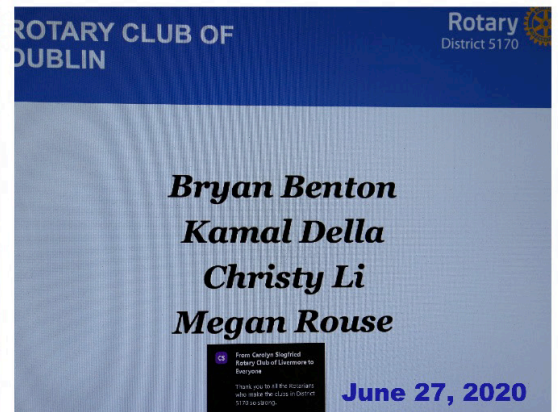 ROTARY CLUB OF
DUBLIN
Rotary
District 5170
Bryan Benton
Kamal Della
Christy Li
Megan Rouse
CS
From Carolyn Siegfried
Rotary Club of Livermore to
Everyone
Thank you to all the Rotarians
who make the clubs in District
5170 so strong.
June 27, 2020